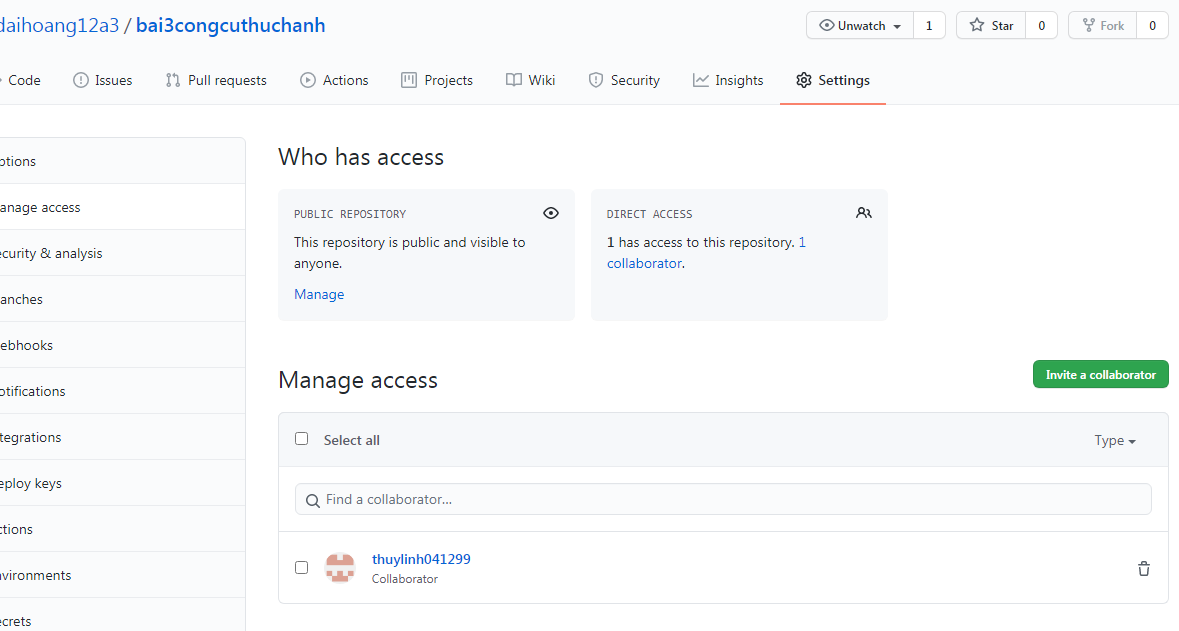 daihoang12a3 / bai3congcuthuchanh
Unwatch 1 Star 0 Fork 0
Code Issues Pull requests Actions Projects Wiki Security Insights Settings
ptions
anage access
ecurity & analysis
anches
ebhooks
otifications
tegrations
eploy keys
ctions
nvironments
ecrets
Who has access
PUBLIC REPOSITORY
This repository is public and visible to
anyone.
Manage
DIRECT ACCESS
1 has access to this repository. 1
collaborator.
Manage access
Invite a collaborator
Select all
Type
Find a collaborator...
thuylinh041299
Collaborator